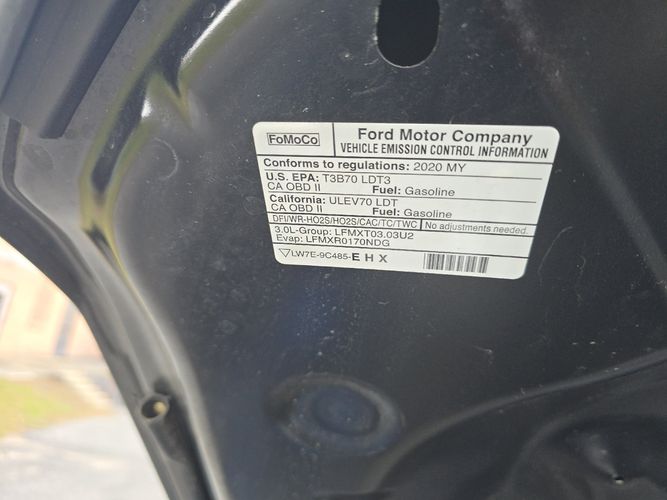 FoMoCo
Ford Motor Company
VEHICLE EMISSION CONTROL INFORMATION
Conforms to regulations: 2020 MY
U.S. EPA: T3B70 LDT3
CA OBD II Fuel: Gasoline
California: ULEV70 LDT
CA OBD II Fuel: Gasoline
DFI/WR-HO2S/HO2S/CAC/TC/TWC No adjustments needed.
3.0L-Group: LFMXT03.03U2
Evap: LFMXR0170NDG
LW7E-9C485-E H X